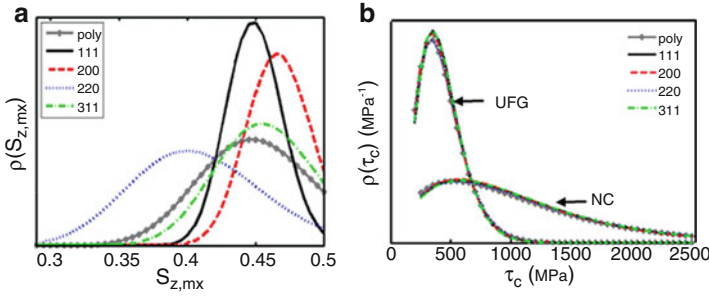 a
poly
111
200
220
311
ρ(S_z,mx)
0.3 0.35 0.4 0.45 0.5
S_z,mx
b
poly
111
200
220
311
UFG
NC
ρ(τ_c) (MPa⁻¹)
0 500 1000 1500 2000 2500
τ_c (MPa)